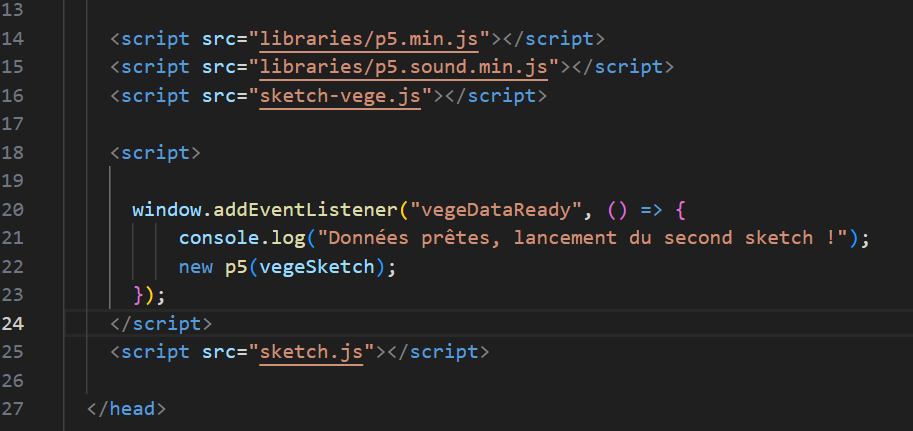 13
14 <script src="libraries/p5.min.js"></script>
15 <script src="libraries/p5.sound.min.js"></script>
16 <script src="sketch-vege.js"></script>
17
18 <script>
19
20 window.addEventListener("vegeDataReady", () => {
21 console.log("Données prêtes, lancement du second sketch !");
22 new p5(vegeSketch);
23 });
24 </script>
25 <script src="sketch.js"></script>
26
27 </head>